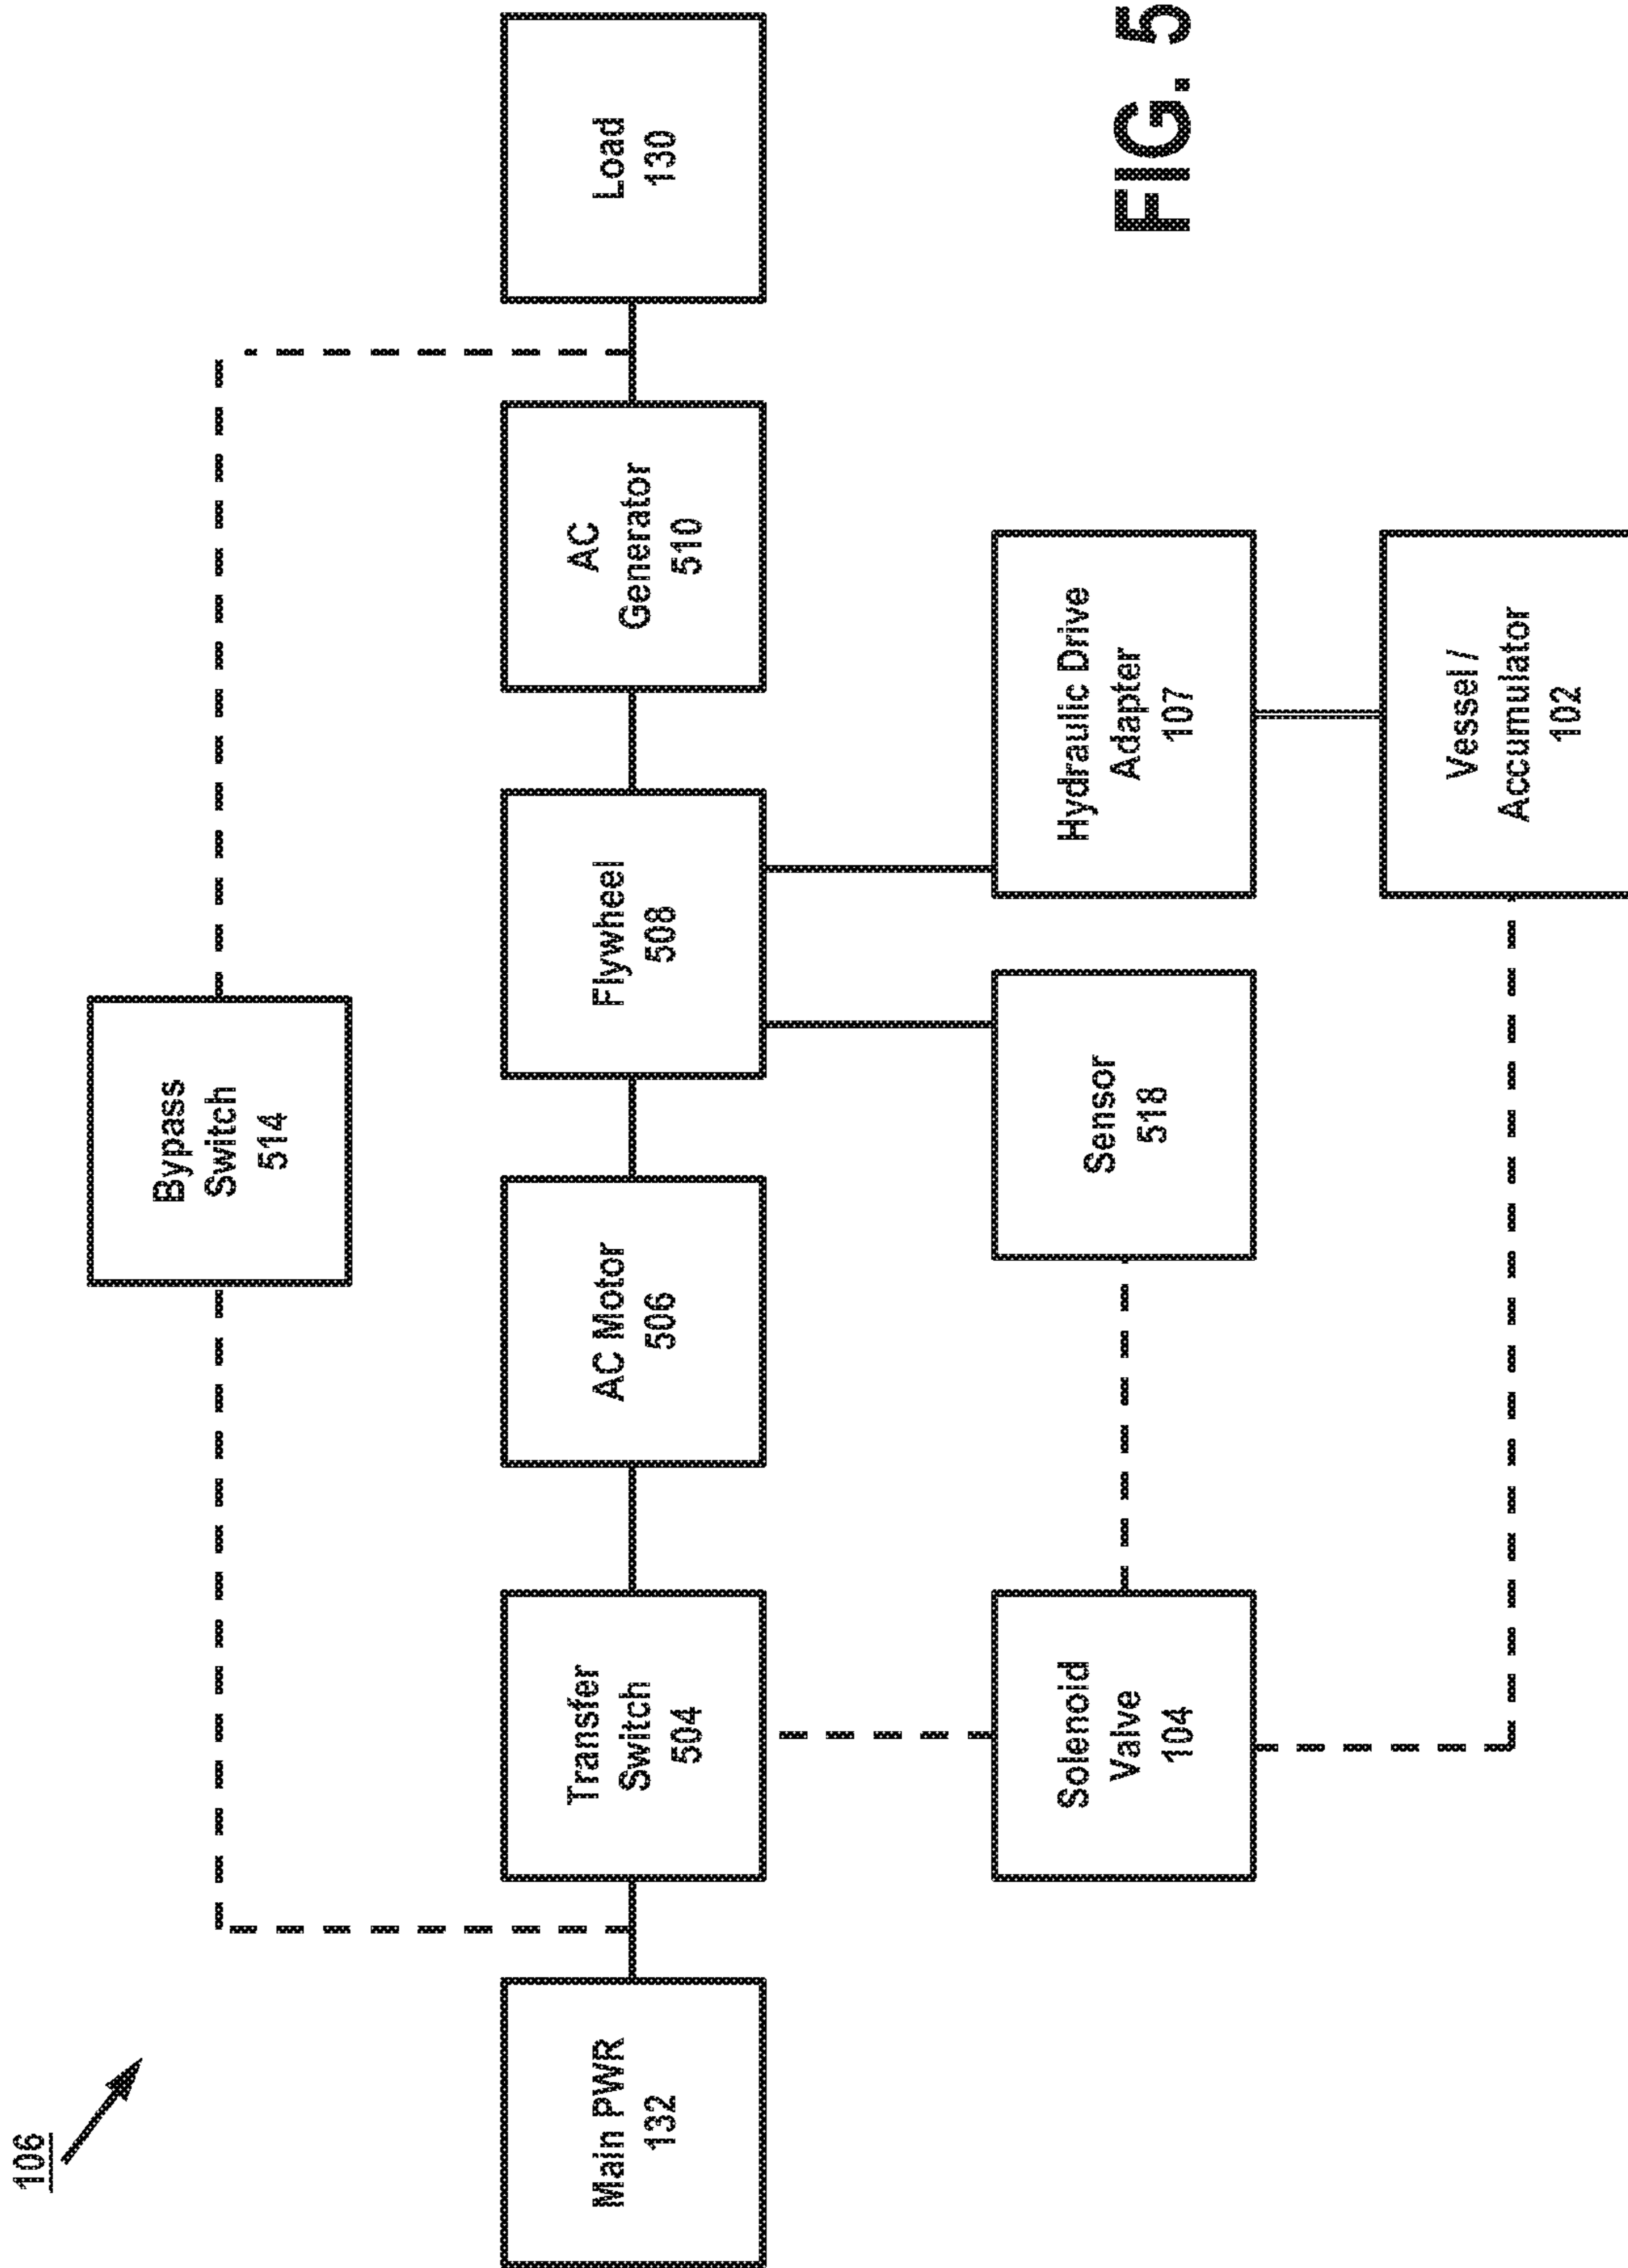 106
Bypass
Switch
514
Main PWR
132
Transfer
Switch
504
AC Motor
506
Flywheel
508
AC
Generator
510
Load
130
Solenoid
Valve
104
Sensor
518
Hydraulic Drive
Adapter
107
Vessel /
Accumulator
102
FIG. 5